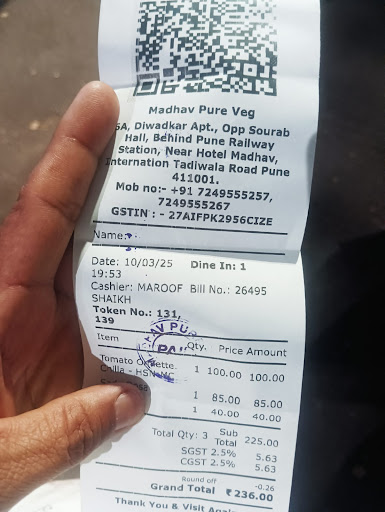 Madhav Pure Veg
5A, Diwadkar Apt., Opp Sourab
Hall, Behind Pune Railway
Station, Near Hotel Madhav,
International Tadiwala Road Pune
411001.
Mob no:- +91 7249555257,
7249555267
GSTIN : - 27AIFPK2956CIZE
Name:
Date: 10/03/25 Dine In: 1
19:53
Cashier: MAROOF Bill No.: 26495
SHAIKH
Token No.: 131,
139
Item Qty. Price Amount
Tomato
1 100.00 100.00
Chilla - HSN
1 85.00 85.00
1 40.00 40.00
Total Qty: 3 Sub Total 225.00
SGST 2.5% 5.63
CGST 2.5% 5.63
Round off -0.26
Grand Total ₹236.00
Thank You & Visit Again